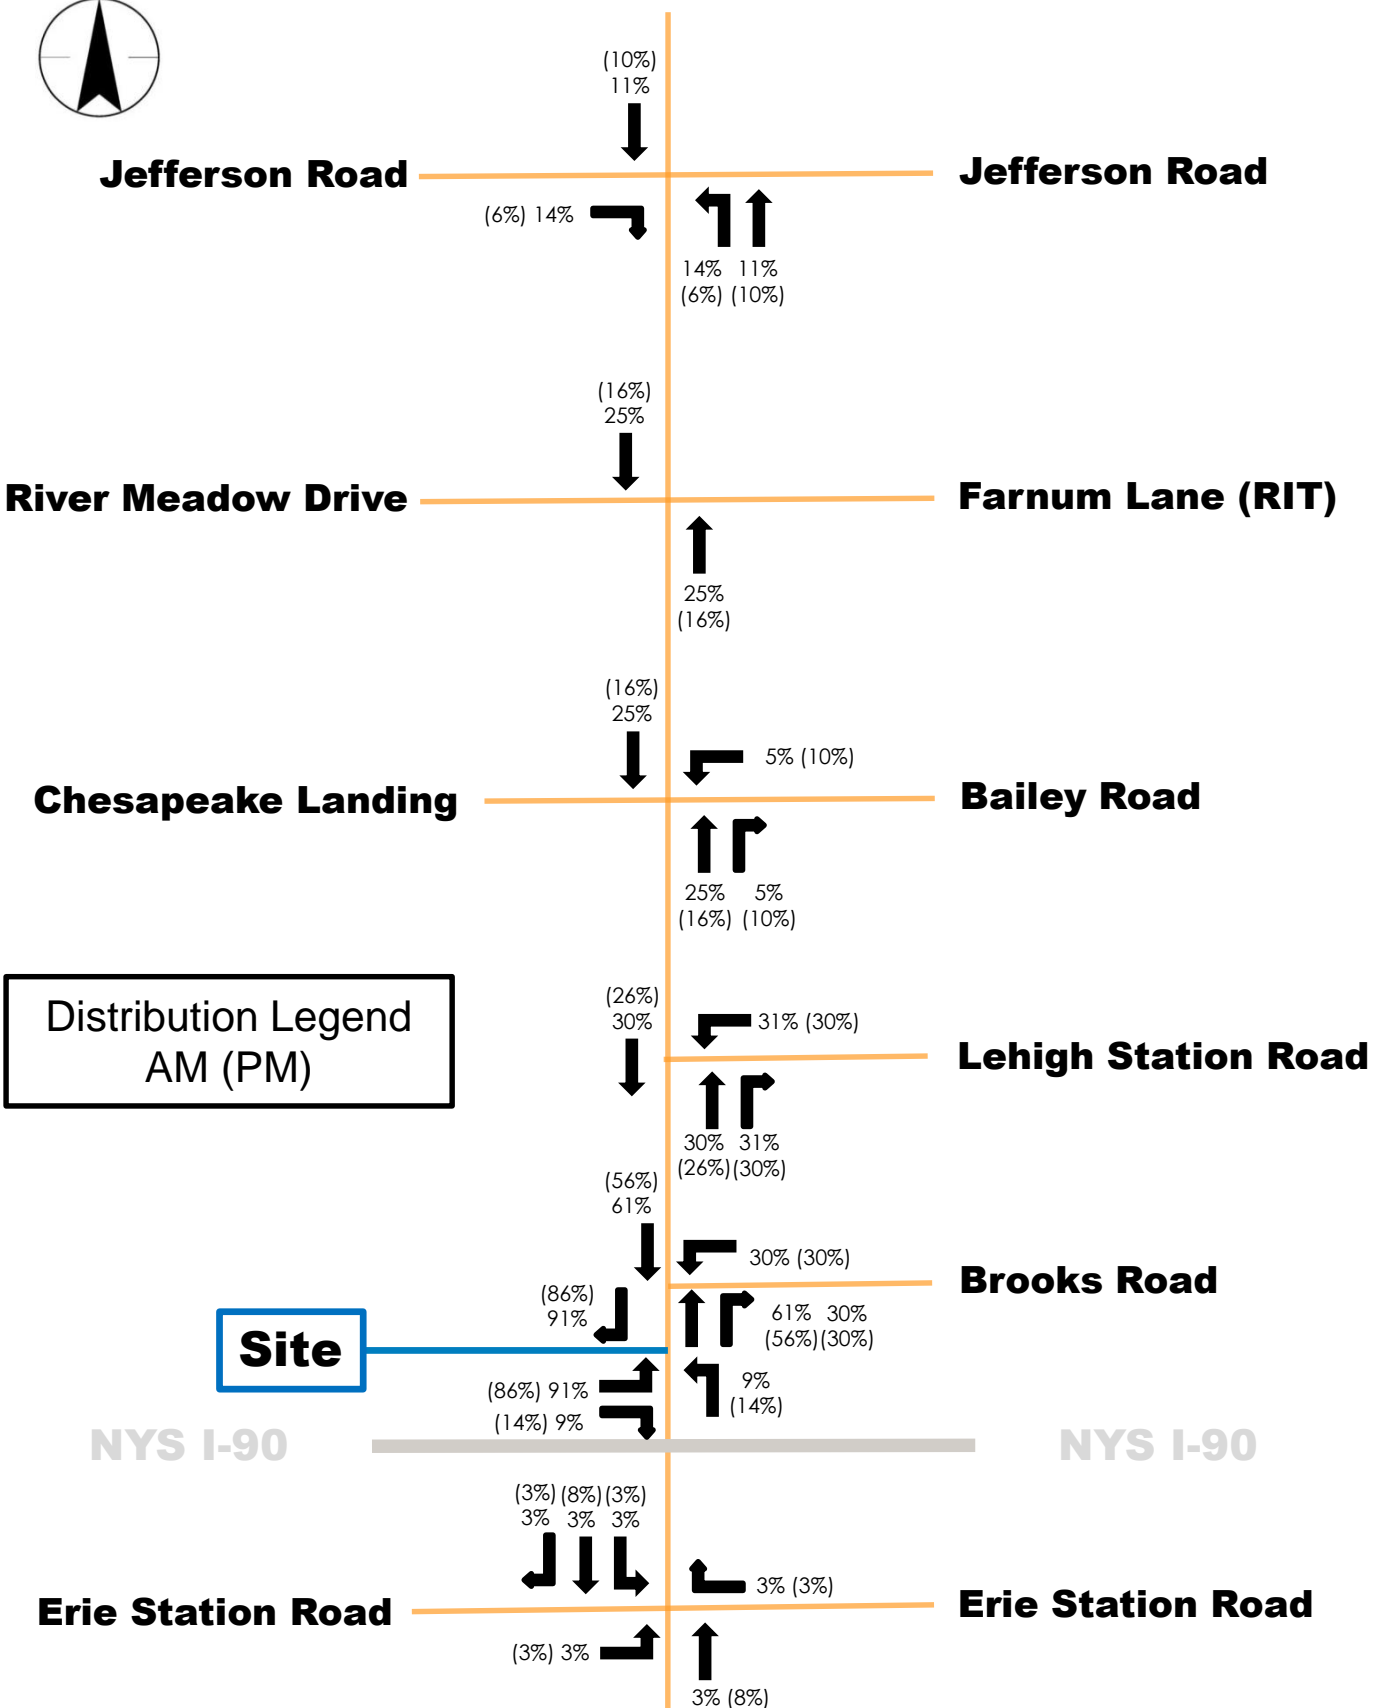 (10%)
11%
Jefferson Road
Jefferson Road
(6%) 14%
14% 11%
(6%) (10%)
(16%)
25%
River Meadow Drive
Farnum Lane (RIT)
25%
(16%)
(16%)
25%
5% (10%)
Chesapeake Landing
Bailey Road
25% 5%
(16%) (10%)
Distribution Legend
AM (PM)
(26%)
30%
31% (30%)
Lehigh Station Road
30% 31%
(26%) (30%)
(56%)
61%
30% (30%)
Brooks Road
(86%)
91%
61% 30%
(56%) (30%)
Site
(86%) 91%
9%
(14%)
(14%) 9%
NYS I-90
NYS I-90
(3%) (8%) (3%)
3% 3% 3%
3% (3%)
Erie Station Road
Erie Station Road
(3%) 3%
3% (8%)